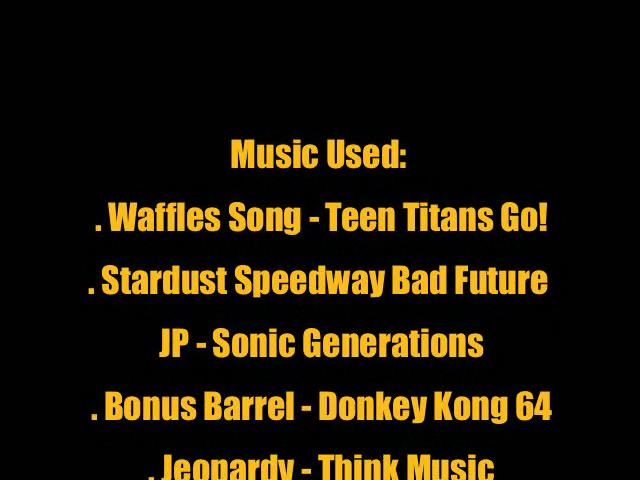 Music Used:
. Waffles Song - Teen Titans Go!
. Stardust Speedway Bad Future
JP - Sonic Generations
. Bonus Barrel - Donkey Kong 64
. Jeopardy - Think Music